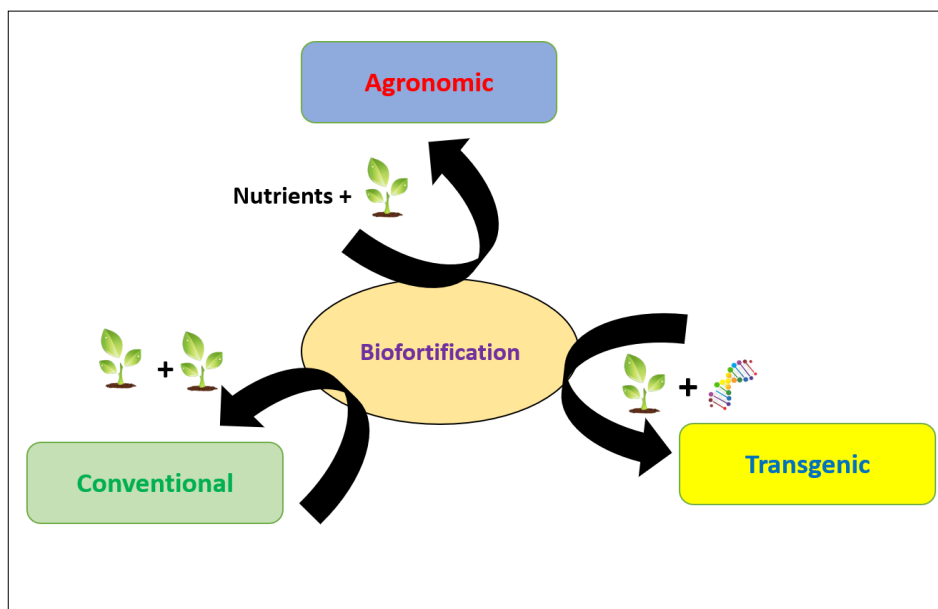 Agronomic
Nutrients +
Biofortification
+
+
Conventional
Transgenic